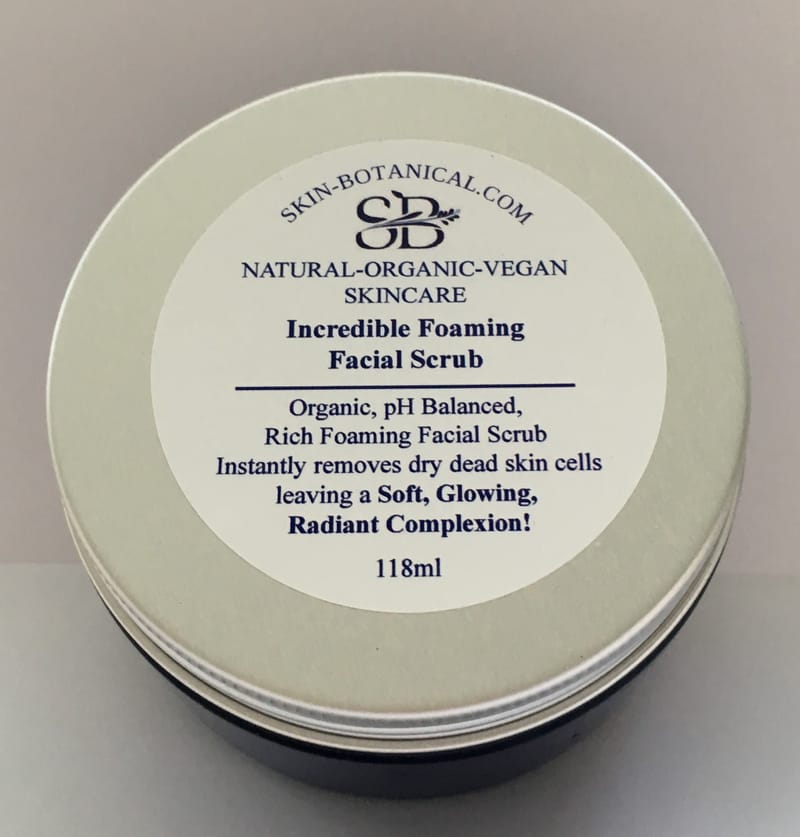 SKIN-BOTANICAL.COM
SB
NATURAL-ORGANIC-VEGAN
SKINCARE
Incredible Foaming
Facial Scrub
Organic, pH Balanced,
Rich Foaming Facial Scrub
Instantly removes dry dead skin cells
leaving a Soft, Glowing,
Radiant Complexion!
118ml